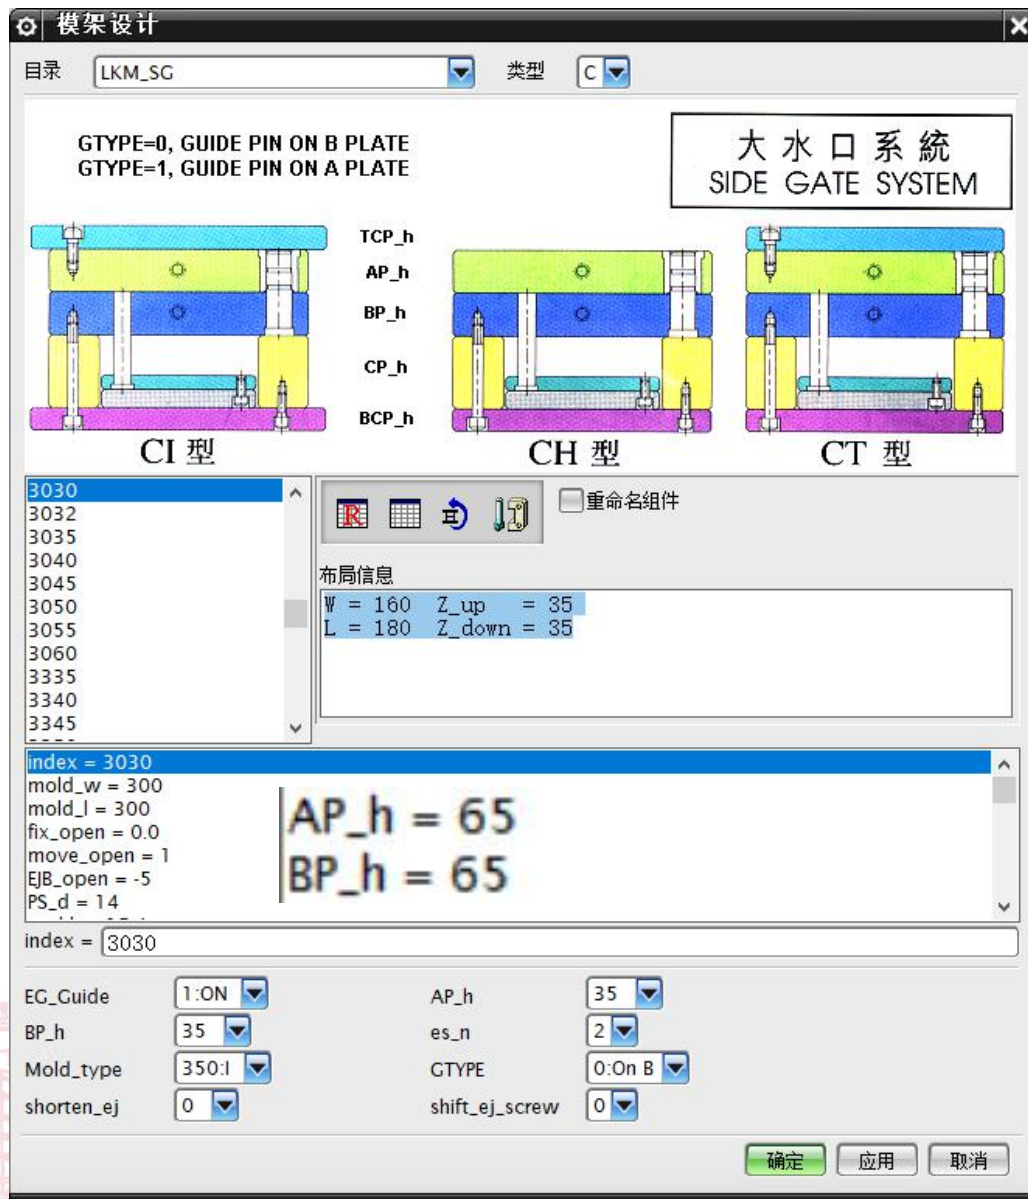 模架设计
目录 LKM_SG 类型 C
GTYPE=0, GUIDE PIN ON B PLATE
GTYPE=1, GUIDE PIN ON A PLATE
大水口系統
SIDE GATE SYSTEM
TCP_h
AP_h
BP_h
CP_h
BCP_h
CI 型 CH 型 CT 型
3030
3032
3035
3040
3045
3050
3055
3060
3335
3340
3345
重命名组件
布局信息
W = 160 Z_up = 35
L = 180 Z_down = 35
index = 3030
mold_w = 300
mold_l = 300
fix_open = 0.0
move_open = 1
EJB_open = -5
PS_d = 14
AP_h = 65
BP_h = 65
index = 3030
EG_Guide 1:ON AP_h 35
BP_h 35 es_n 2
Mold_type 350:I GTYPE 0:On B
shorten_ej 0 shift_ej_screw 0
确定 应用 取消